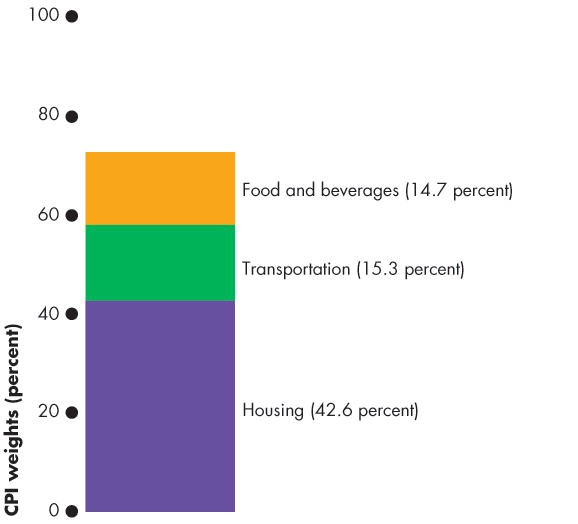 100
80
Food and beverages (14.7 percent)
60
Transportation (15.3 percent)
40
Housing (42.6 percent)
20
0
CPI weights (percent)